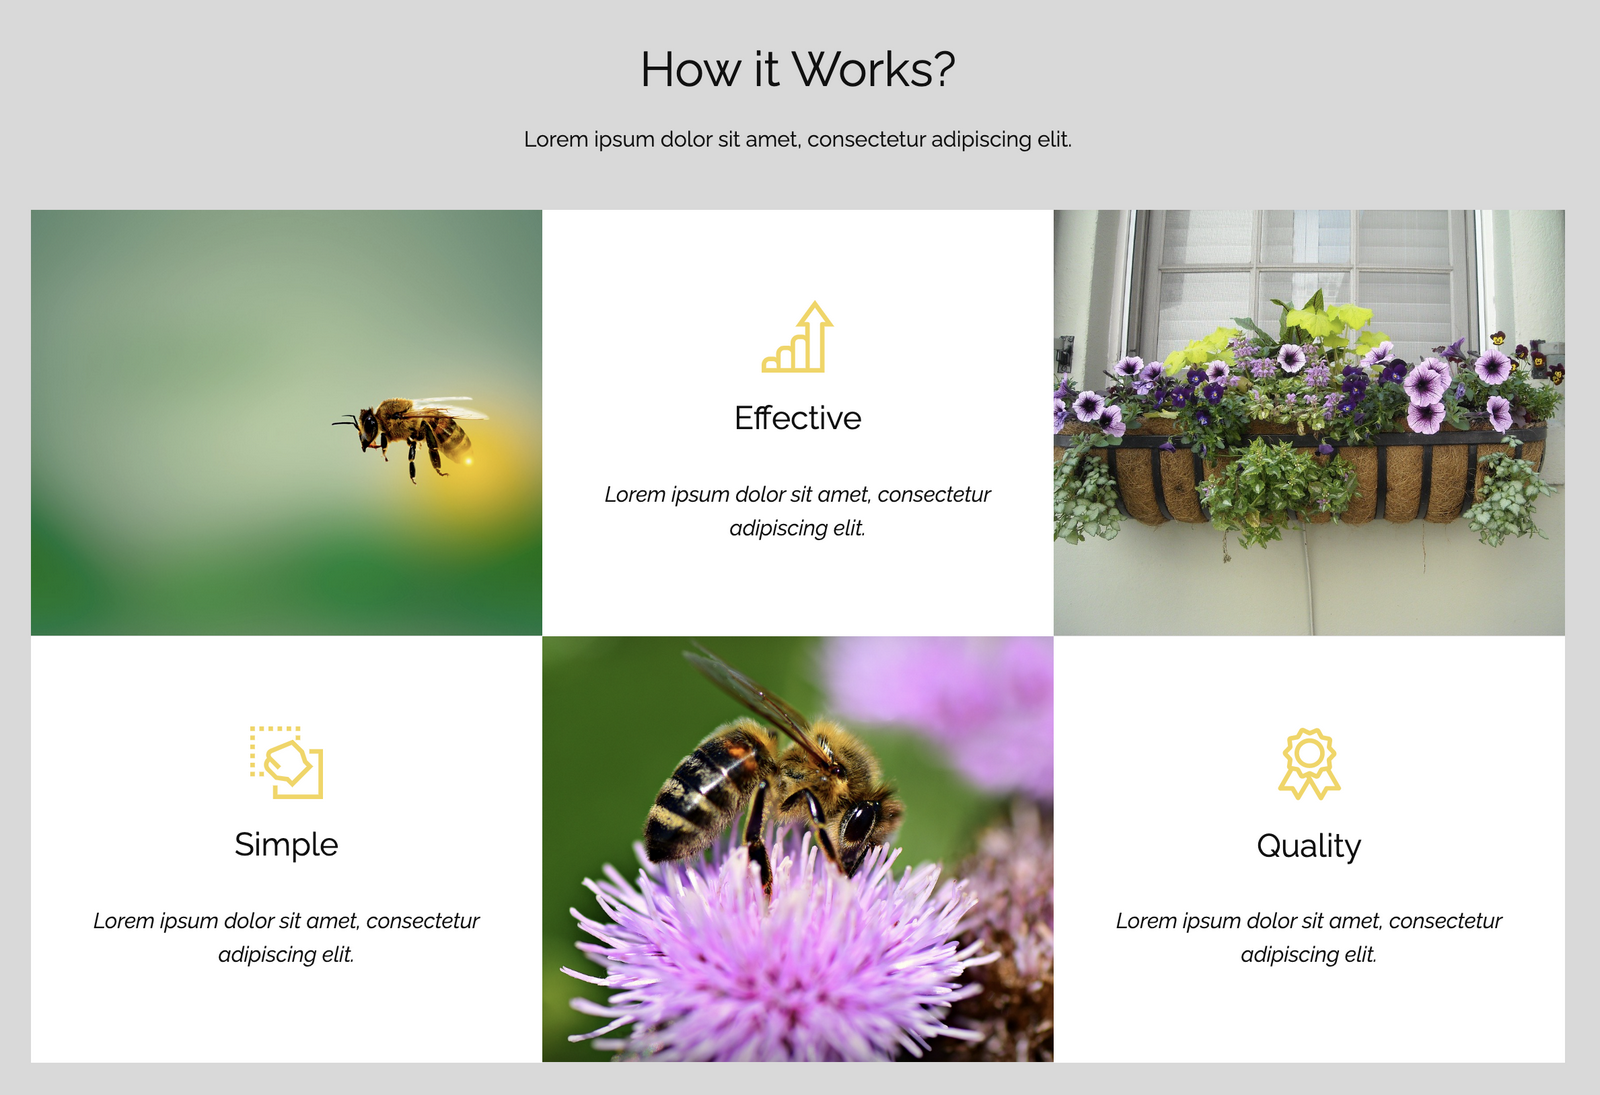 How it Works?
Lorem ipsum dolor sit amet, consectetur adipiscing elit.
Effective
Lorem ipsum dolor sit amet, consectetur
adipiscing elit.
Simple
Lorem ipsum dolor sit amet, consectetur
adipiscing elit.
Quality
Lorem ipsum dolor sit amet, consectetur
adipiscing elit.